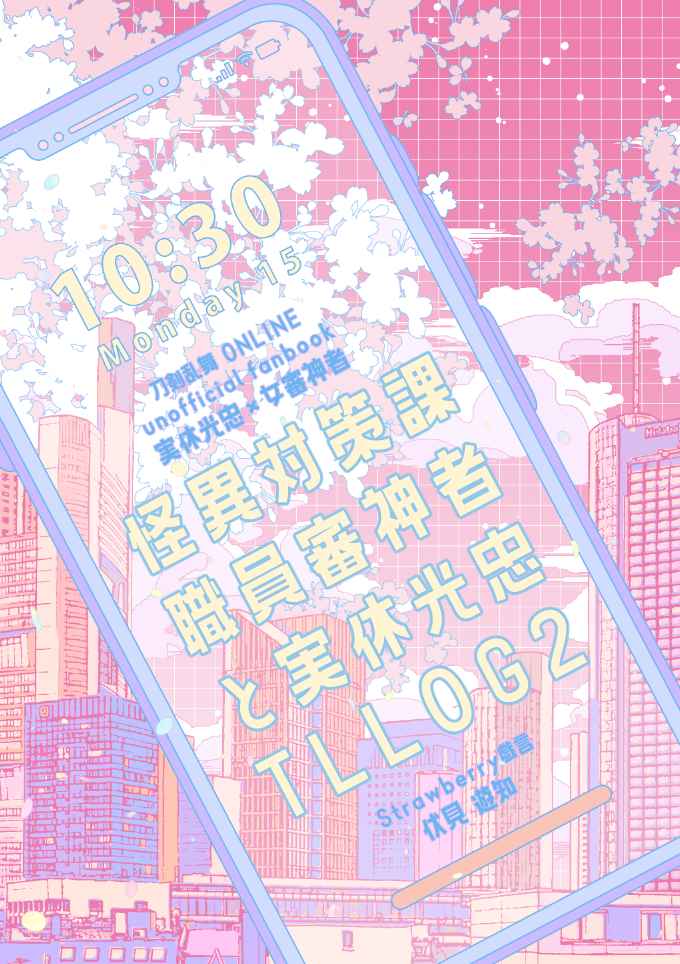 10:30
Monday 15
刀剣乱舞 ONLINE
unofficial fanbook
実休光忠×女審神者
怪異対策課
職員審神者
と実休光忠
TLLOG2
Strawberry戯言
伏見 遊知